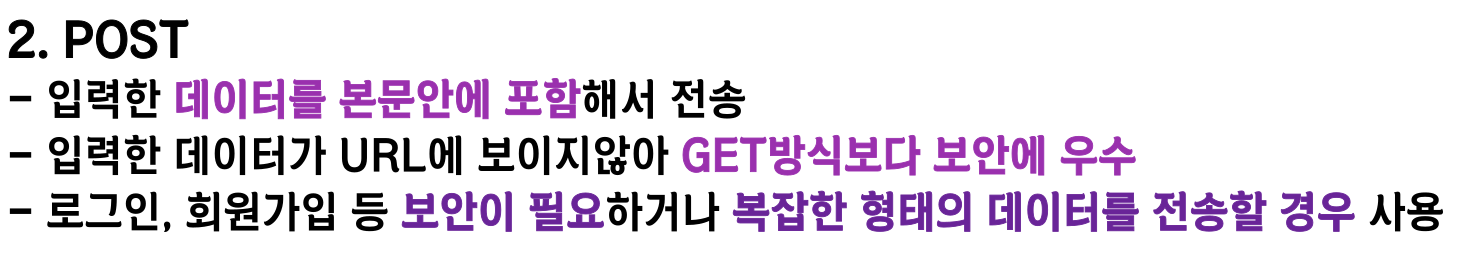 2. POST
- 입력한 데이터를 본문안에 포함해서 전송
- 입력한 데이터가 URL에 보이지않아 GET방식보다 보안에 우수
- 로그인, 회원가입 등 보안이 필요하거나 복잡한 형태의 데이터를 전송할 경우 사용